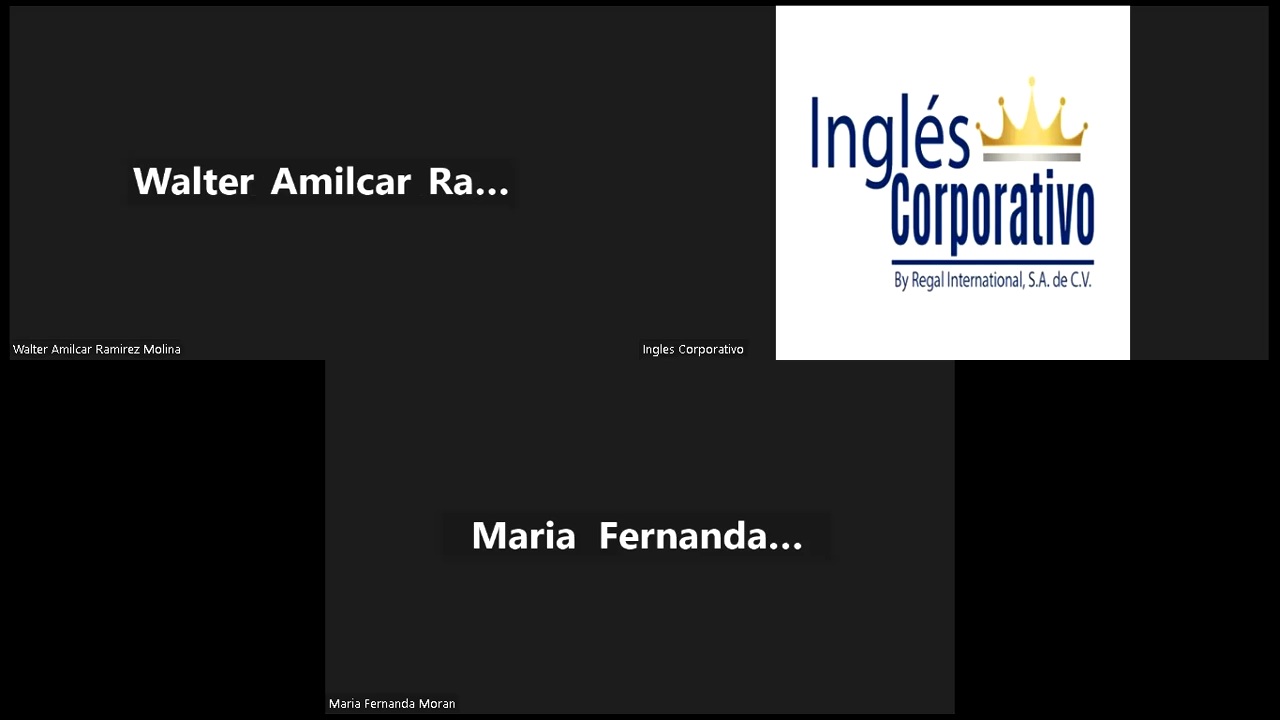 Walter Amilcar Ra...
Walter Amilcar Ramirez Molina
Inglés
Corporativo
By Regal International, S.A. de C.V.
Ingles Corporativo
Maria Fernanda...
Maria Fernanda Moran